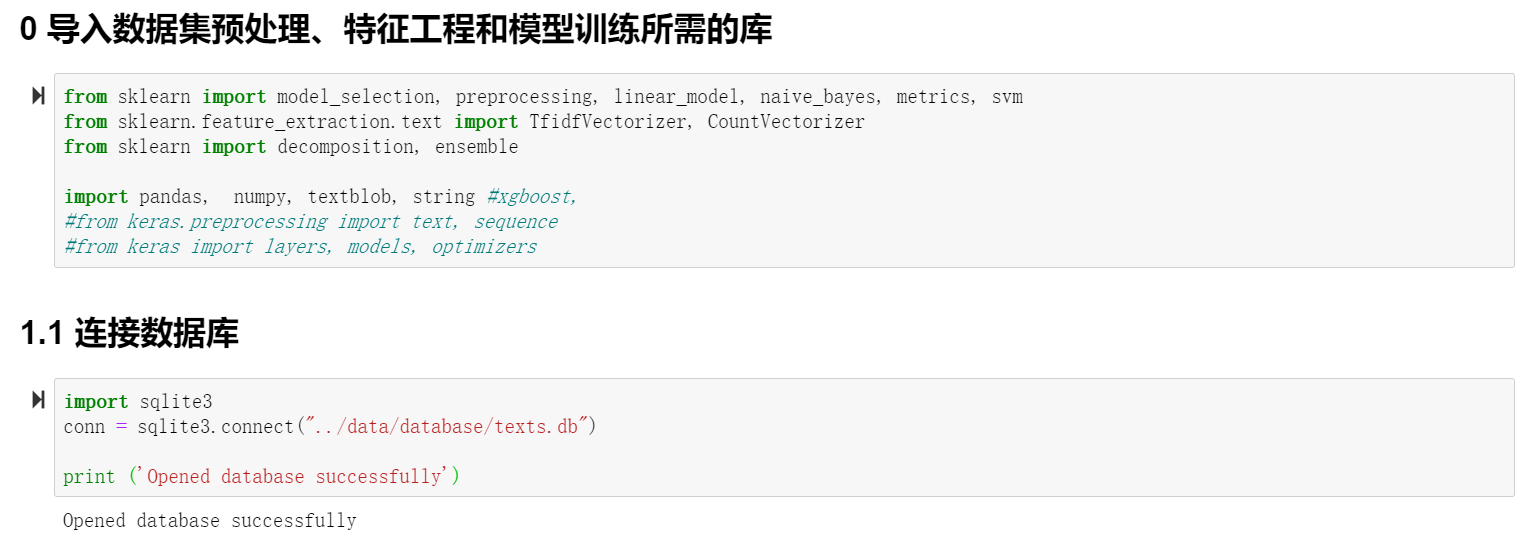 0 导入数据集预处理、特征工程和模型训练所需的库
from sklearn import model_selection, preprocessing, linear_model, naive_bayes, metrics, svm
from sklearn.feature_extraction.text import TfidfVectorizer, CountVectorizer
from sklearn import decomposition, ensemble
import pandas,  numpy, textblob, string #xgboost,
#from keras.preprocessing import text, sequence
#from keras import layers, models, optimizers
1.1 连接数据库
import sqlite3
conn = sqlite3.connect("../data/database/texts.db")
print ('Opened database successfully')
Opened database successfully